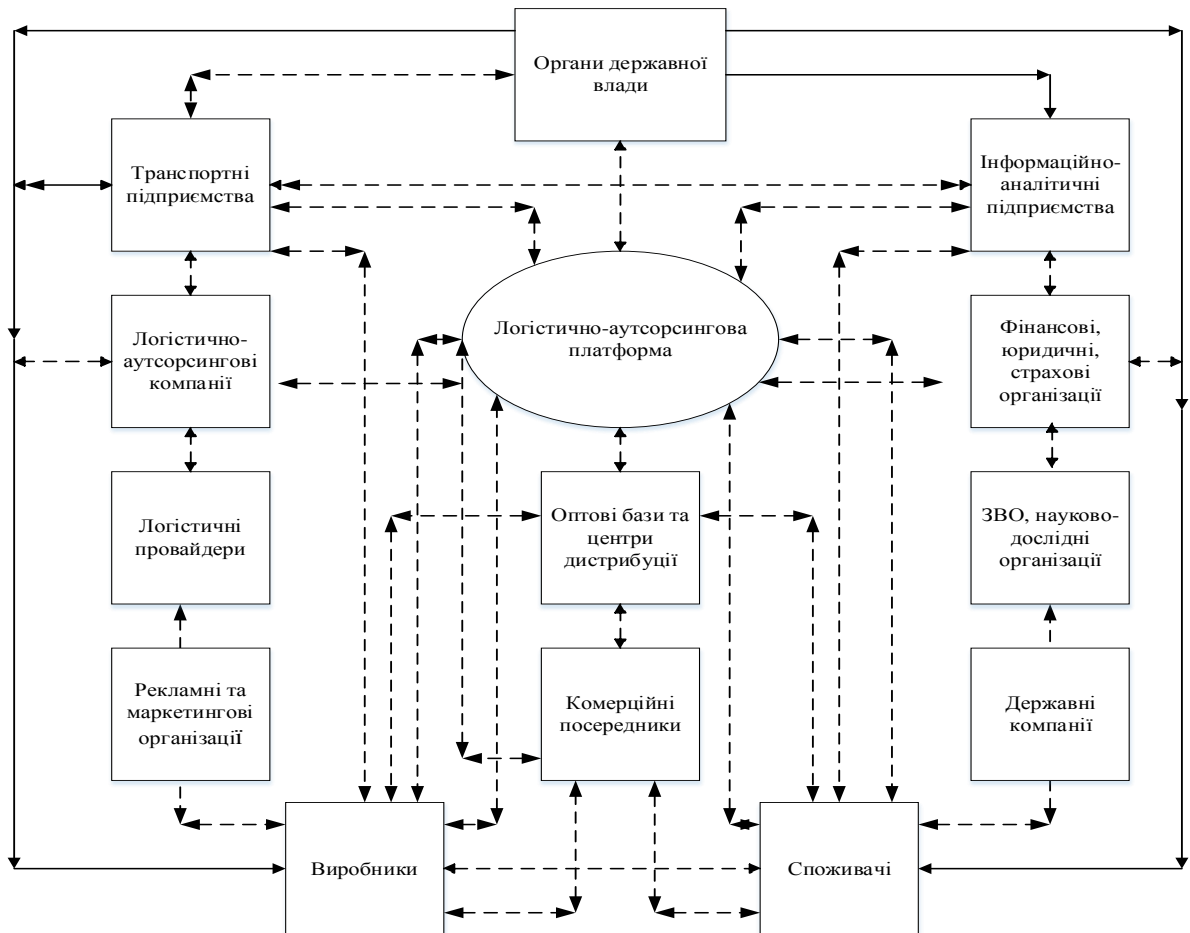 Органи державної
влади
Транспортні
підприємства
Інформаційно-
аналітичні
підприємства
Логістично-
аутсорсингові
компанії
Логістично-аутсорсингова
платформа
Фінансові,
юридичні,
страхові
організації
Логістичні
провайдери
Оптові бази та
центри
дистрибуції
ЗВО, науково-
дослідні
організації
Рекламні та
маркетингові
організації
Комерційні
посередники
Державні
компанії
Виробники
Споживачі